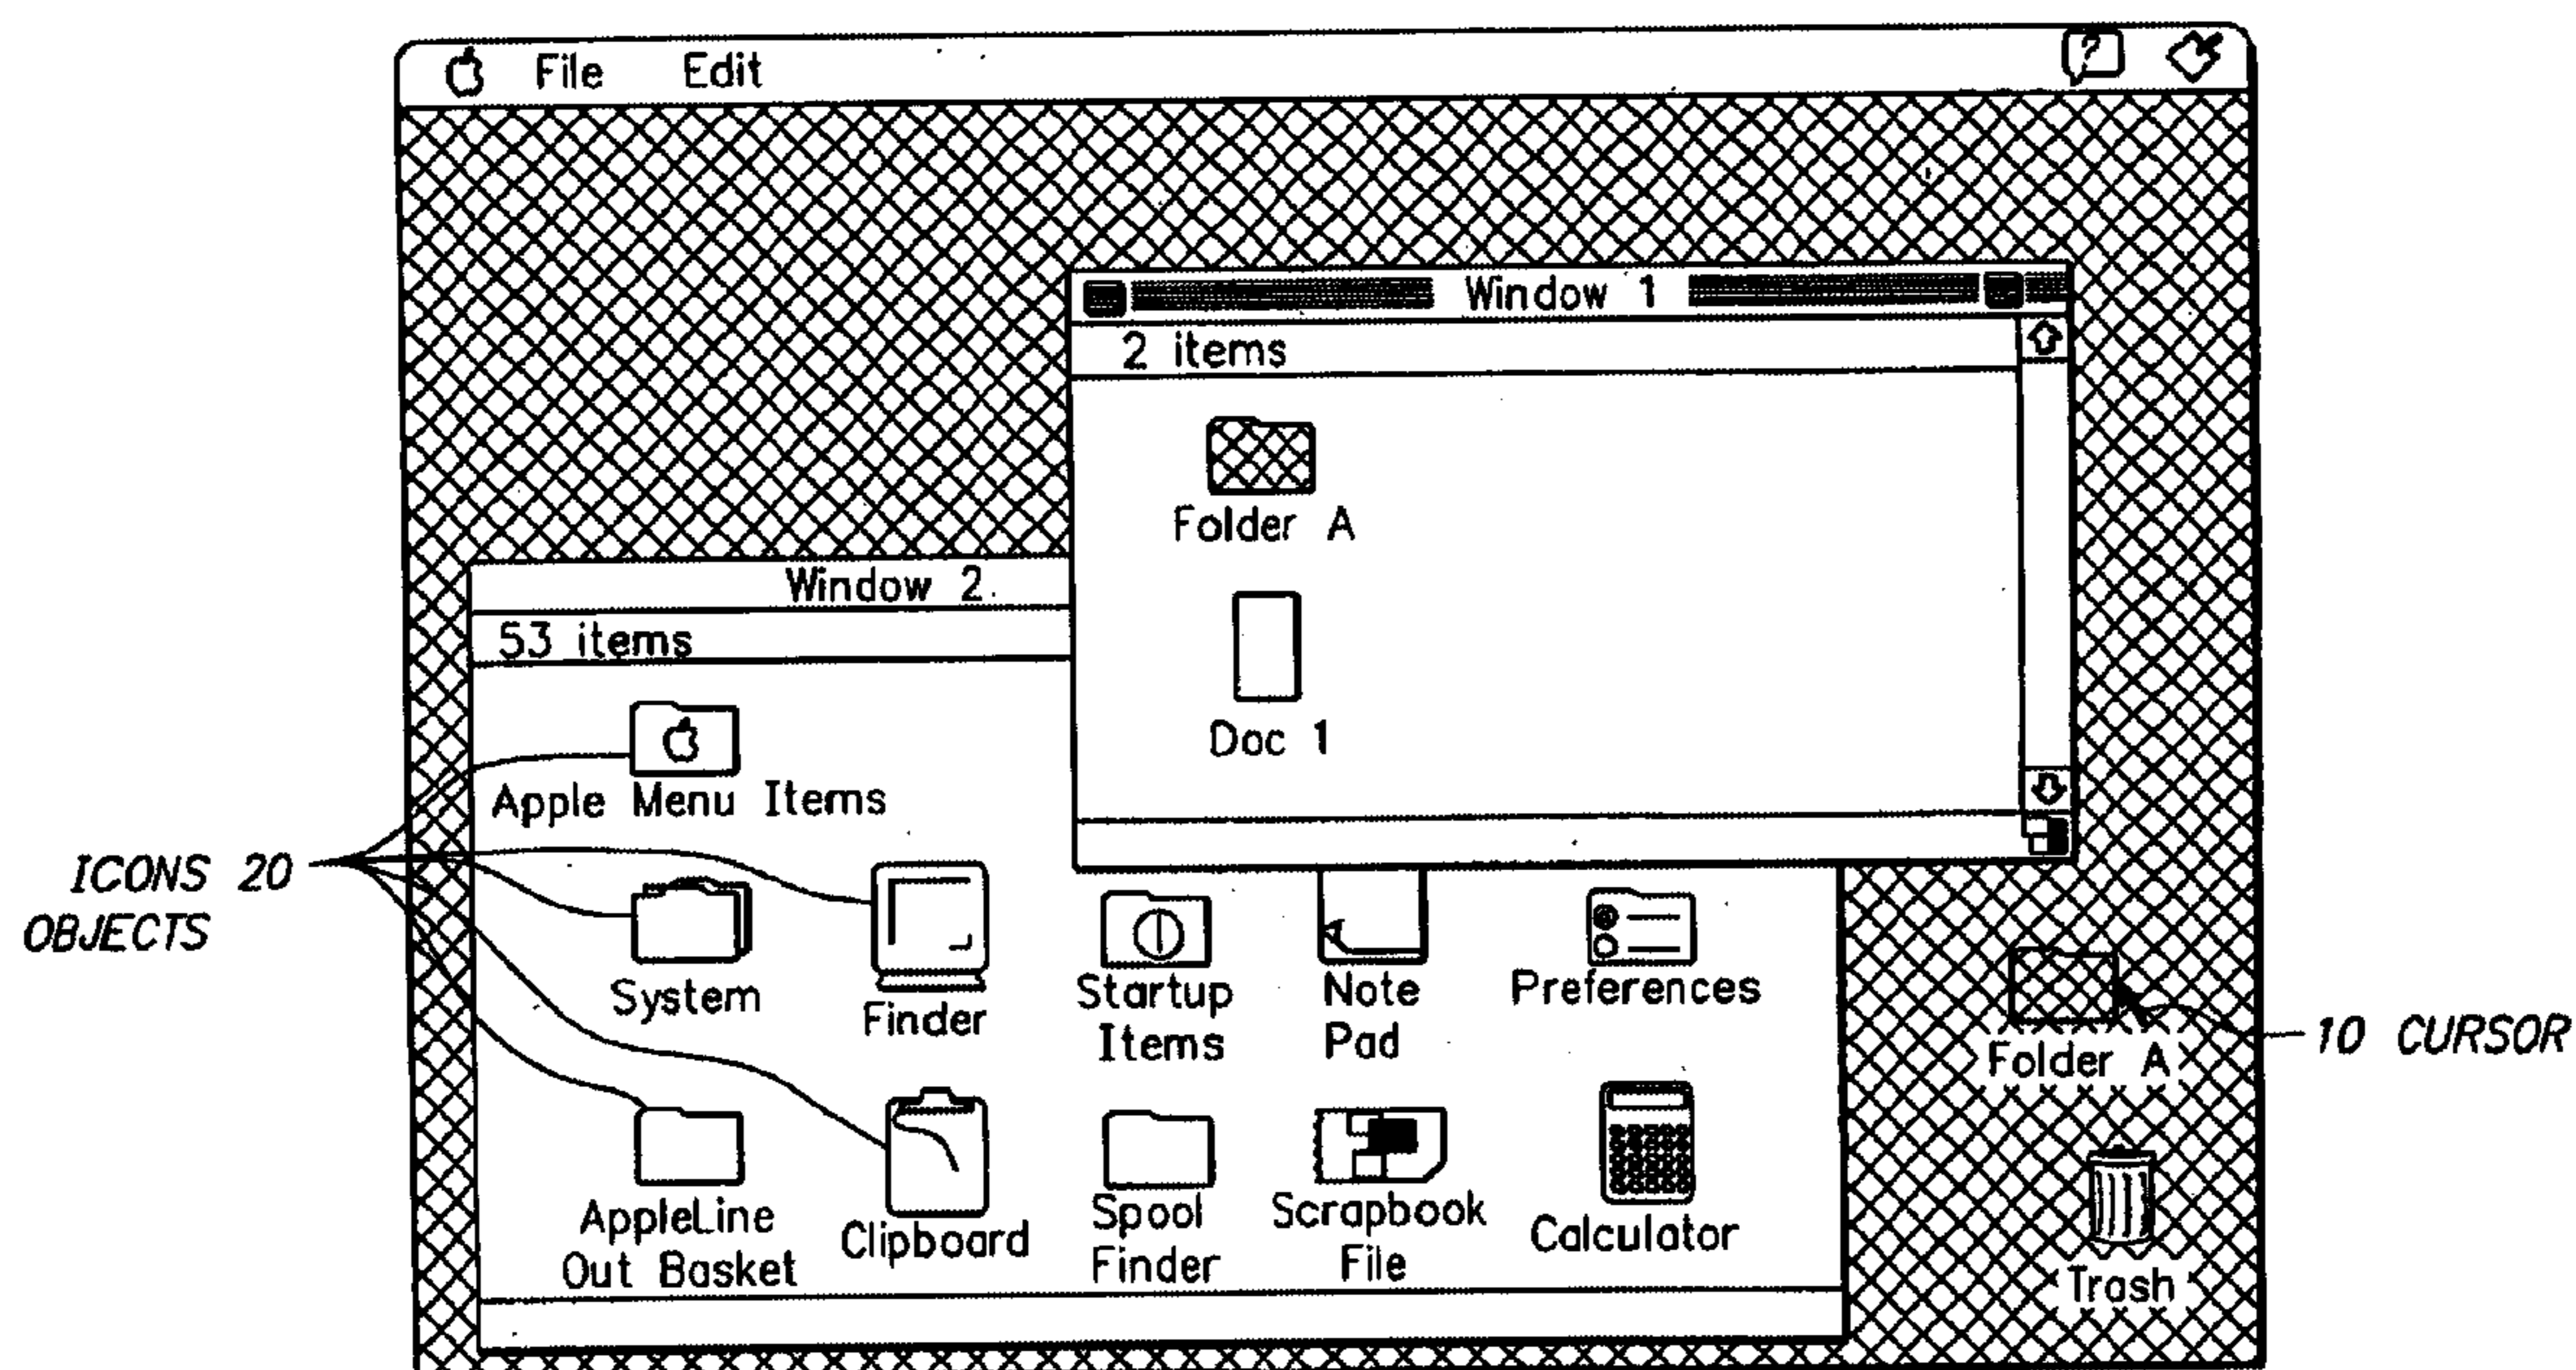 File Edit ?
Window 1
2 items
Folder A
Window 2
53 items
Doc 1
Apple Menu Items
ICONS 20
OBJECTS
System
Finder
Startup
Items
Note
Pad
Preferences
10 CURSOR
Folder A
AppleLine
Out Basket
Clipboard
Spool
Finder
Scrapbook
File
Calculator
Trash